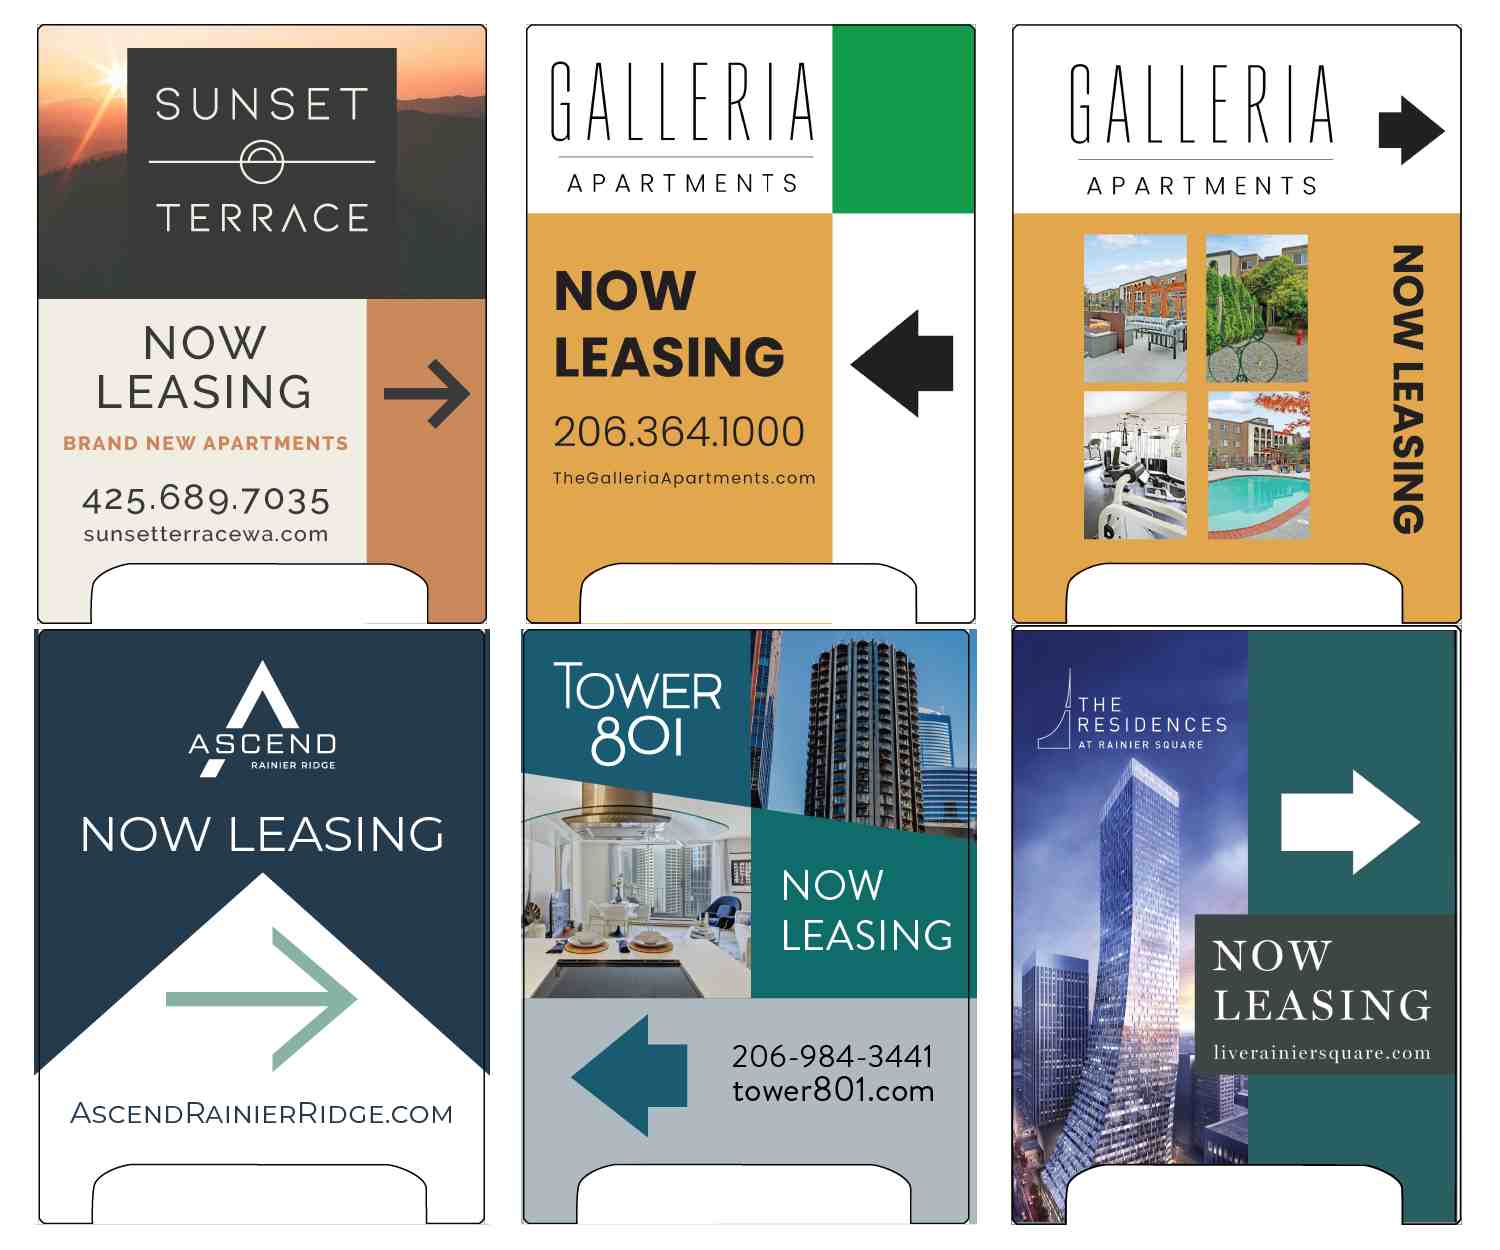 SUNSET
TERRACE
NOW
LEASING
BRAND NEW APARTMENTS
425.689.7035
sunsetterracewa.com
GALLERIA
APARTMENTS
NOW
LEASING
206.364.1000
TheGalleriaApartments.com
GALLERIA
APARTMENTS
NOW LEASING
ASCEND
RAINIER RIDGE
NOW LEASING
ASCENDRAINIERRIDGE.COM
TOWER
801
NOW
LEASING
206-984-3441
tower801.com
THE
RESIDENCES
AT RAINIER SQUARE
NOW
LEASING
liverainiersquare.com